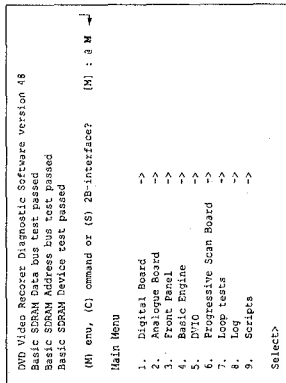 DVD Video Recorer Diagnostic Software version 48
Basic SDRAM Data bus test passed
Basic SDRAM Address bus test passed
Basic SDRAM Device test passed
(M) enu, (C) ommand or (S) 2B-interface? [M] : @ M
Main Menu
1. Digital Board ->
2. Analogue Board ->
3. Front Panel ->
4. Basic Engine ->
5. DVIO ->
6. Progressive Scan Board ->
7. Loop tests ->
8. Log ->
9. Scripts ->
Select>